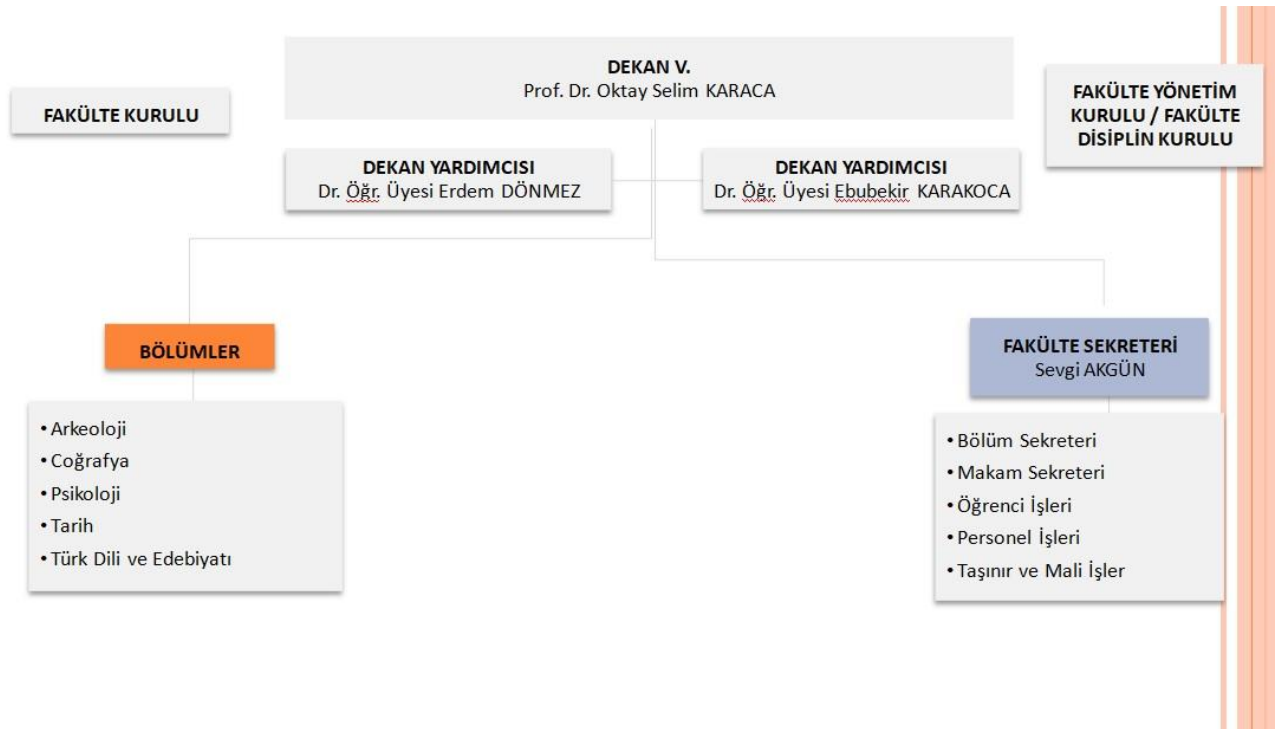 DEKAN V.
Prof. Dr. Oktay Selim KARACA
FAKÜLTE KURULU
FAKÜLTE YÖNETİM
KURULU / FAKÜLTE
DİSİPLİN KURULU
DEKAN YARDIMCISI
Dr. Öğr. Üyesi Erdem DÖNMEZ
DEKAN YARDIMCISI
Dr. Öğr. Üyesi Ebubekir KARAKOCA
BÖLÜMLER
• Arkeoloji
• Coğrafya
• Psikoloji
• Tarih
• Türk Dili ve Edebiyatı
FAKÜLTE SEKRETERİ
Sevgi AKGÜN
• Bölüm Sekreteri
• Makam Sekreteri
• Öğrenci İşleri
• Personel İşleri
• Taşınır ve Mali İşler